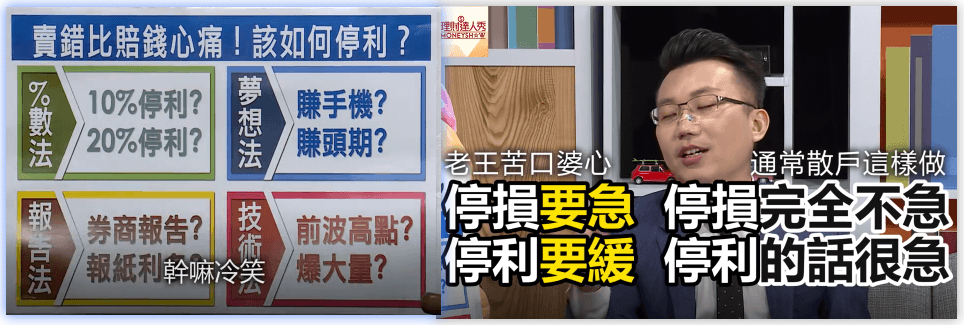 賣錯比賠錢心痛！該如何停利？
%數法
10%停利?
20%停利?
夢想法
賺手機?
賺頭期?
報告法
券商報告?
報紙利
技術
前波高點?
爆大量?
幹嘛冷笑
理財達人秀
MONEYSHOW
老王苦口婆心
停損要急
停利要緩
通常散戶這樣做
停損完全不急
停利的話很急